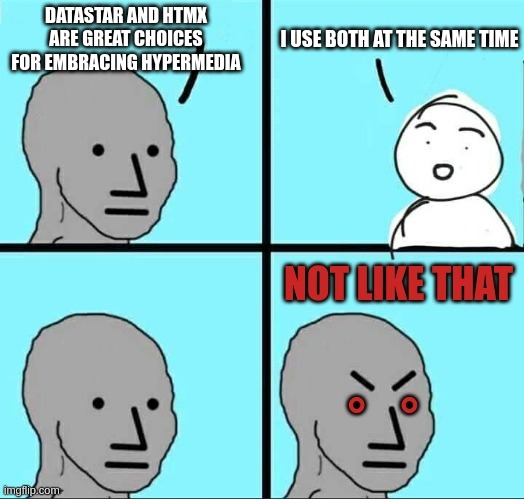 DATASTAR AND HTMX
ARE GREAT CHOICES
FOR EMBRACING HYPERMEDIA
I USE BOTH AT THE SAME TIME
NOT LIKE THAT
imgflip.com